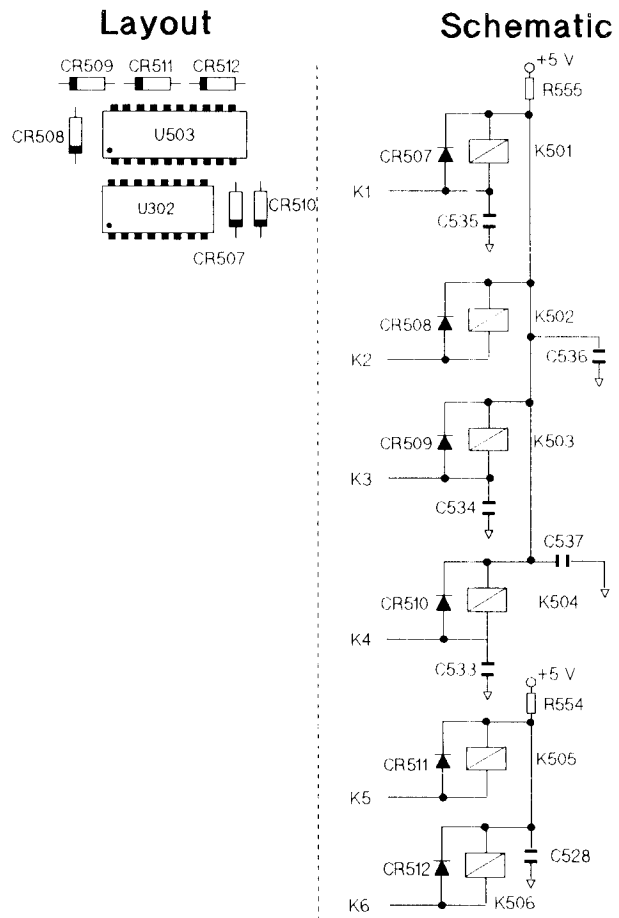 Layout
CR509 CR511 CR512
CR508
U503
U302
CR510
CR507
Schematic
+5 V
R555
CR507
K501
K1
C535
CR508
K502
K2
C536
CR509
K503
K3
C534
C537
CR510
K504
K4
C533
+5 V
R554
CR511
K505
K5
CR512
C528
K6
K506